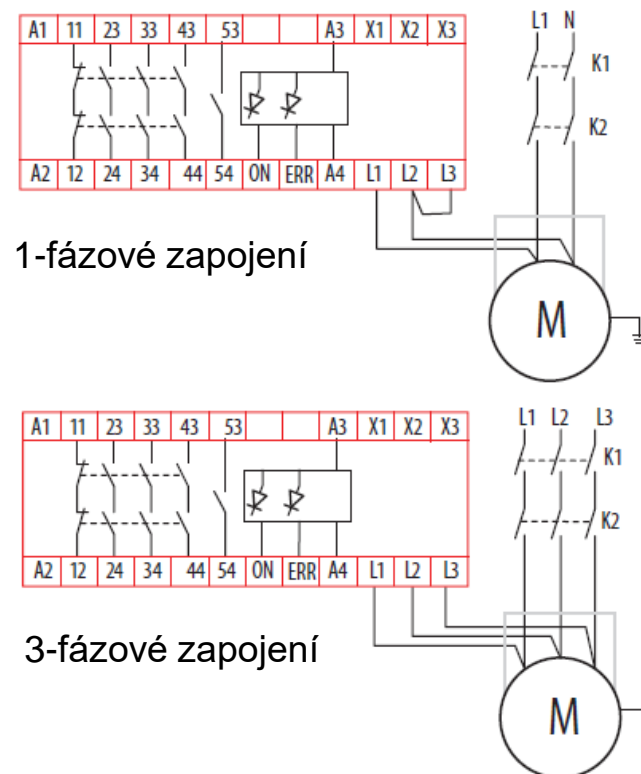 A1 11 23 33 43 53 A3 X1 X2 X3
L1 N
K1
K2
A2 12 24 34 44 54 ON ERR A4 L1 L2 L3
1-fázové zapojení
M
A1 11 23 33 43 53 A3 X1 X2 X3
L1 L2 L3
K1
K2
A2 12 24 34 44 54 ON ERR A4 L1 L2 L3
3-fázové zapojení
M